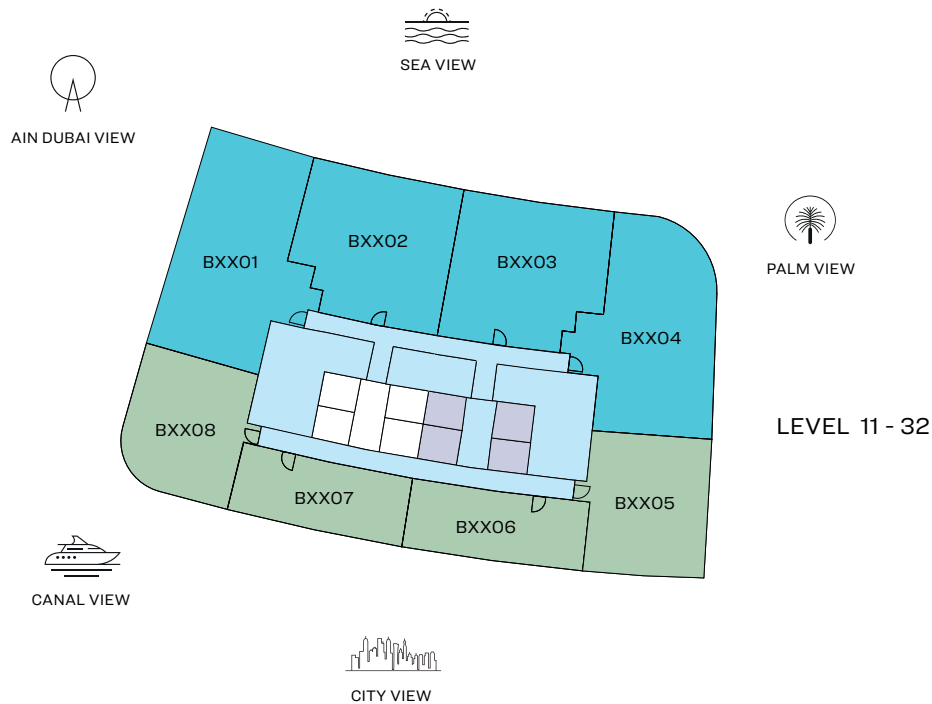 SEA VIEW
AIN DUBAI VIEW
BXX02
BXX01
BXX03
PALM VIEW
BXX04
LEVEL 11 - 32
BXX08
BXX07
BXX05
BXX06
CANAL VIEW
CITY VIEW